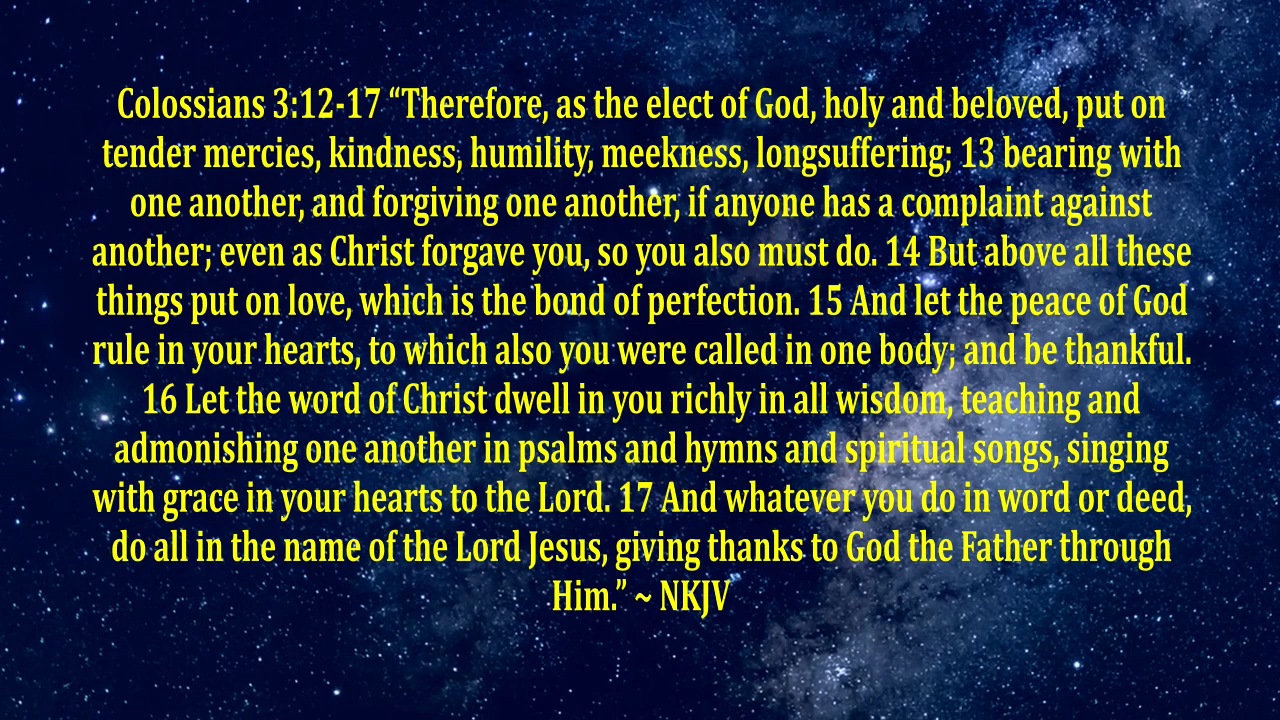 Colossians 3:12-17 “Therefore, as the elect of God, holy and beloved, put on
tender mercies, kindness, humility, meekness, longsuffering; 13 bearing with
one another, and forgiving one another, if anyone has a complaint against
another; even as Christ forgave you, so you also must do. 14 But above all these
things put on love, which is the bond of perfection. 15 And let the peace of God
rule in your hearts, to which also you were called in one body; and be thankful.
16 Let the word of Christ dwell in you richly in all wisdom, teaching and
admonishing one another in psalms and hymns and spiritual songs, singing
with grace in your hearts to the Lord. 17 And whatever you do in word or deed,
do all in the name of the Lord Jesus, giving thanks to God the Father through
Him.” ~ NKJV